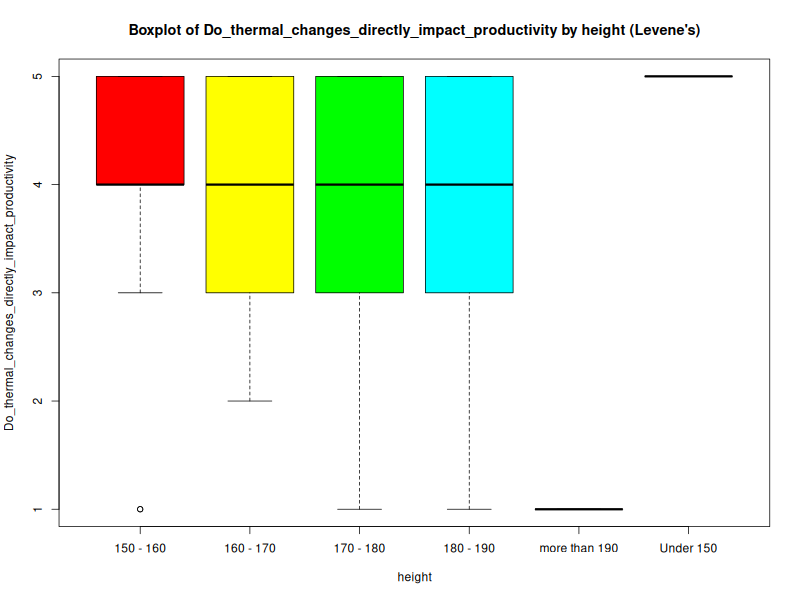 Boxplot of Do_thermal_changes_directly_impact_productivity by height (Levene's)
Do_thermal_changes_directly_impact_productivity
5
4
3
2
1
150 - 160
160 - 170
170 - 180
180 - 190
more than 190
Under 150
height